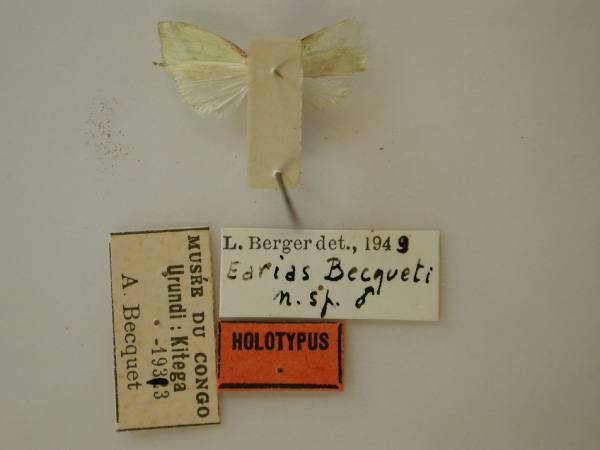 L. Berger det., 1949
Earias Becqueti
n. sp. ♂
HOLOTYPUS
MUSÉE DU CONGO
Urundi : Kitega
A. Becquet